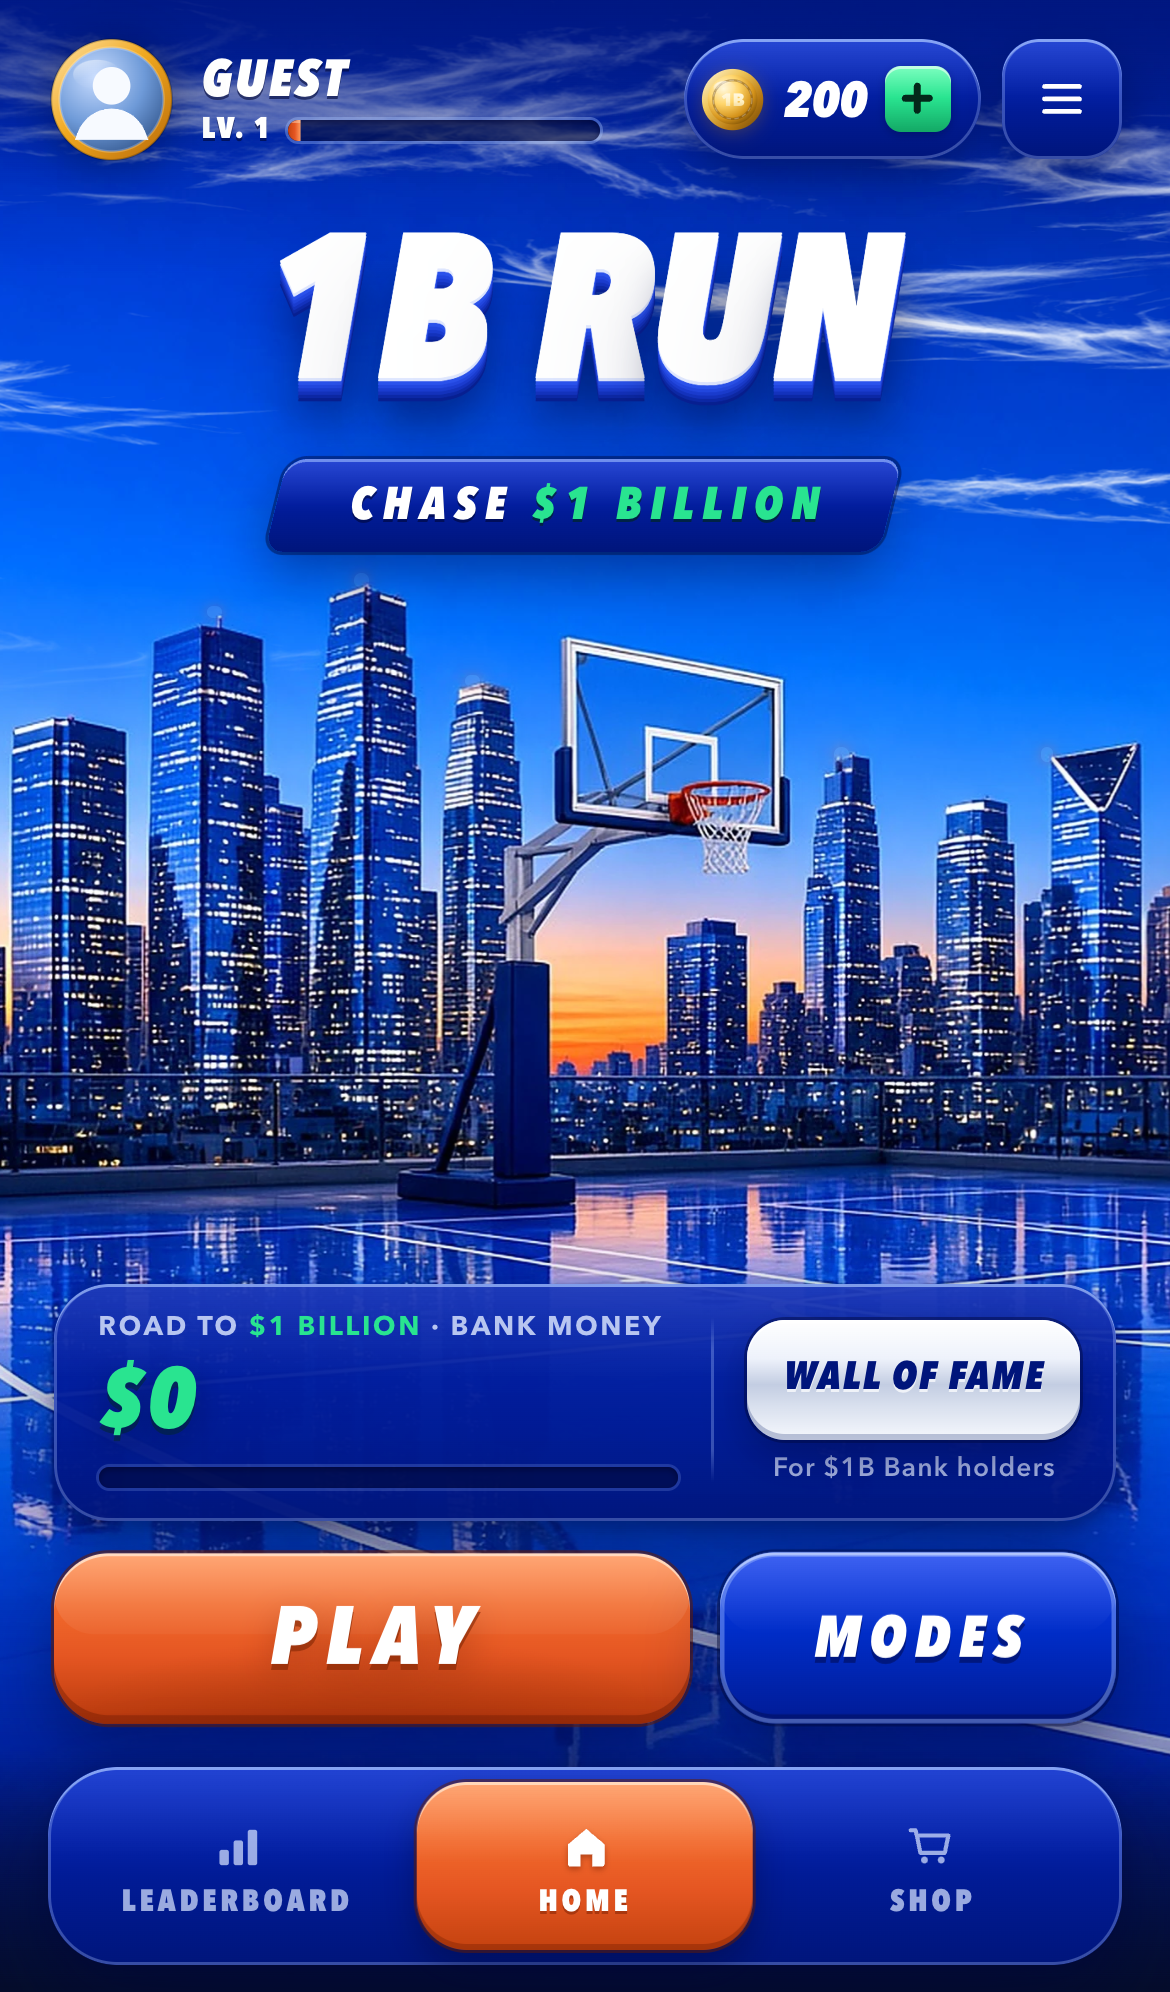 GUEST
LV. 1
1B
200
1B RUN
CHASE $1 BILLION
ROAD TO $1 BILLION · BANK MONEY
$0
WALL OF FAME
For $1B Bank holders
PLAY
MODES
LEADERBOARD
HOME
SHOP